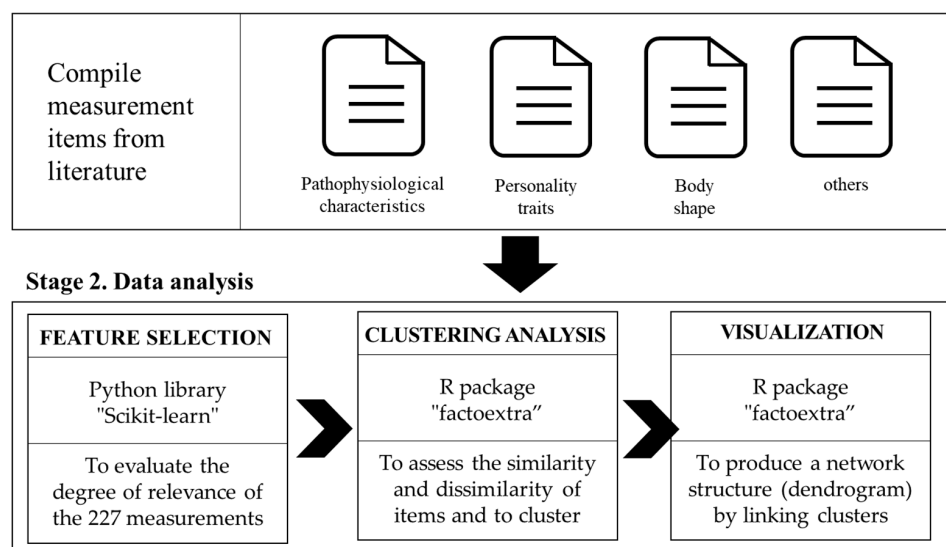 Compile
measurement
items from
literature
Pathophysiological
characteristics
Personality
traits
Body
shape
others
Stage 2. Data analysis
FEATURE SELECTION
Python library
"Scikit-learn"
To evaluate the
degree of relevance of
the 227 measurements
CLUSTERING ANALYSIS
R package
"factoextra”
To assess the similarity
and dissimilarity of
items and to cluster
VISUALIZATION
R package
"factoextra”
To produce a network
structure (dendrogram)
by linking clusters